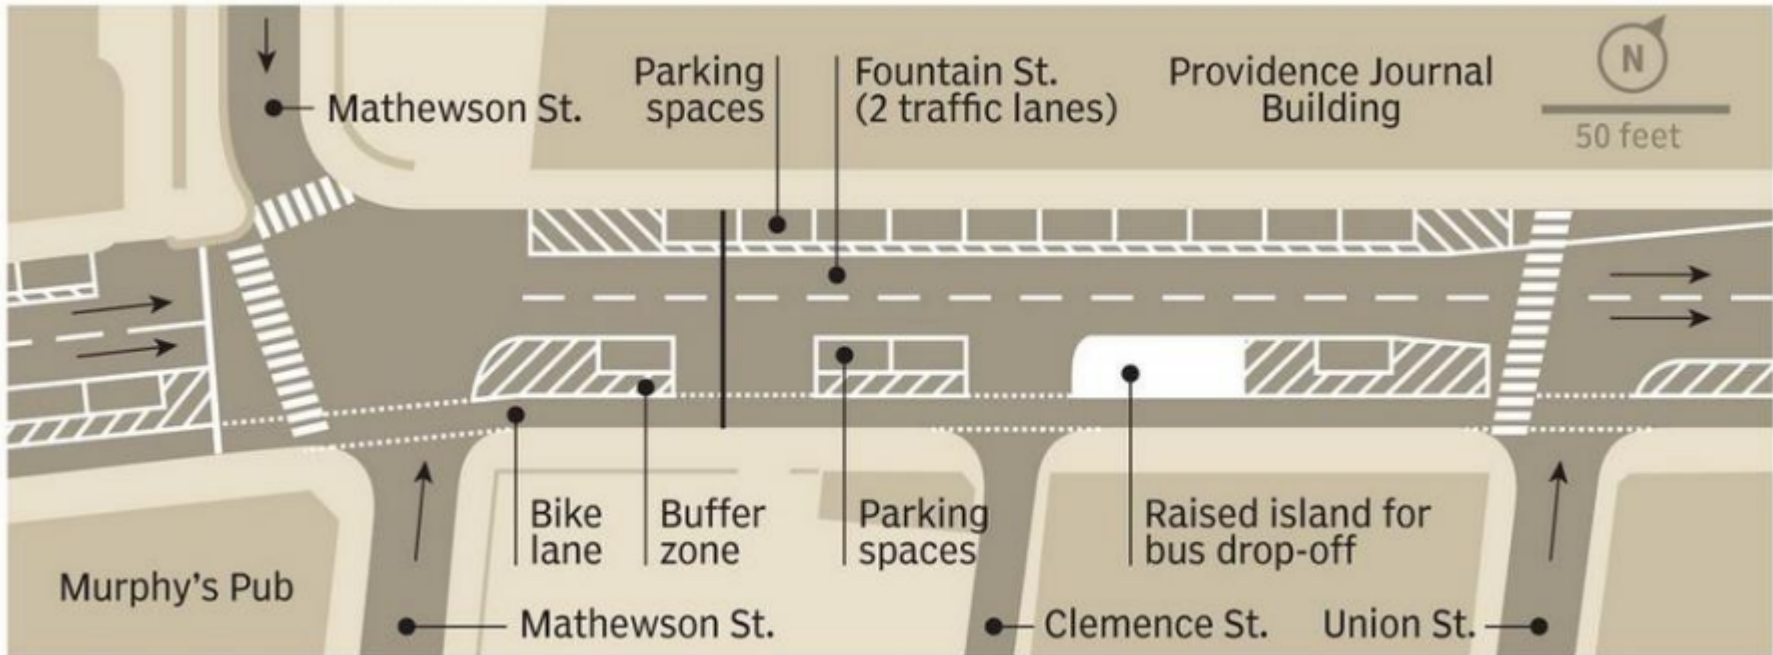 Mathewson St.
Parking
spaces
Fountain St.
(2 traffic lanes)
Providence Journal
Building
N
50 feet
Bike
lane
Buffer
zone
Parking
spaces
Raised island for
bus drop-off
Murphy’s Pub
Mathewson St.
Clemence St.
Union St.